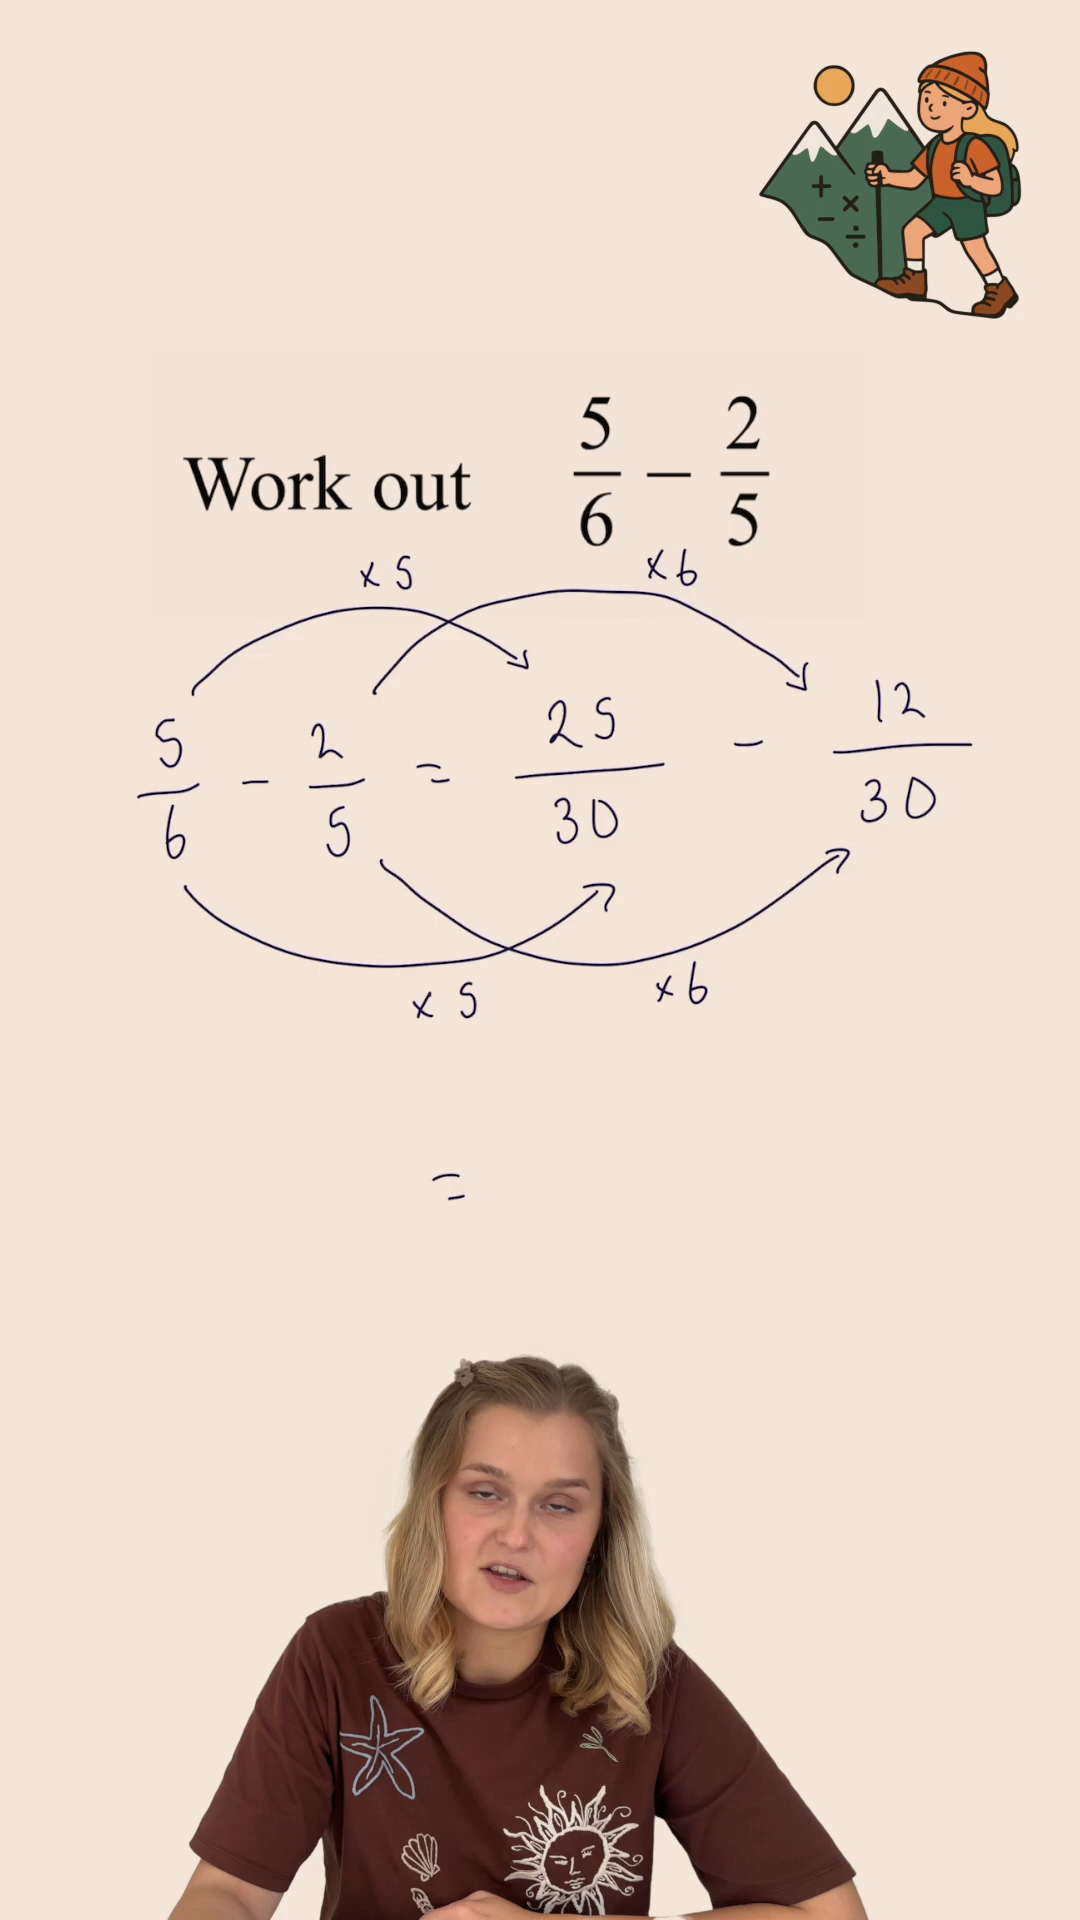 Work out 5/6 − 2/5
× 5 × 6
5/6 − 2/5 = 25/30 − 12/30
× 5 × 6
=
+ × − ÷